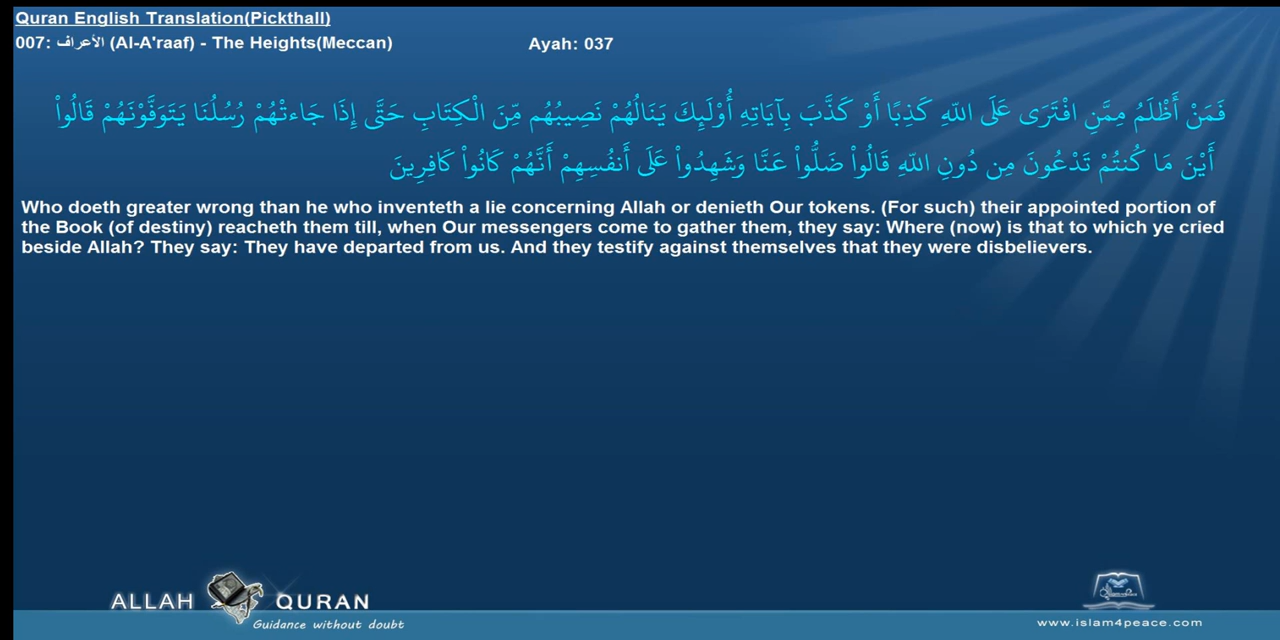 Quran English Translation(Pickthall)
007: الأعراف (Al-A'raaf) - The Heights(Meccan)
Ayah: 037
فَمَنْ أَظْلَمُ مِمَّنِ افْتَرَى عَلَى اللّهِ كَذِبًا أَوْ كَذَّبَ بِآيَاتِهِ أُوْلَئِكَ يَنَالُهُمْ نَصِيبُهُم مِّنَ الْكِتَابِ حَتَّى إِذَا جَاءتْهُمْ رُسُلُنَا يَتَوَفَّوْنَهُمْ قَالُواْ
أَيْنَ مَا كُنتُمْ تَدْعُونَ مِن دُونِ اللّهِ قَالُواْ ضَلُّواْ عَنَّا وَشَهِدُواْ عَلَى أَنفُسِهِمْ أَنَّهُمْ كَانُواْ كَافِرِينَ
Who doeth greater wrong than he who inventeth a lie concerning Allah or denieth Our tokens. (For such) their appointed portion of
the Book (of destiny) reacheth them till, when Our messengers come to gather them, they say: Where (now) is that to which ye cried
beside Allah? They say: They have departed from us. And they testify against themselves that they were disbelievers.
ALLAH QURAN
Guidance without doubt
www.islam4peace.com